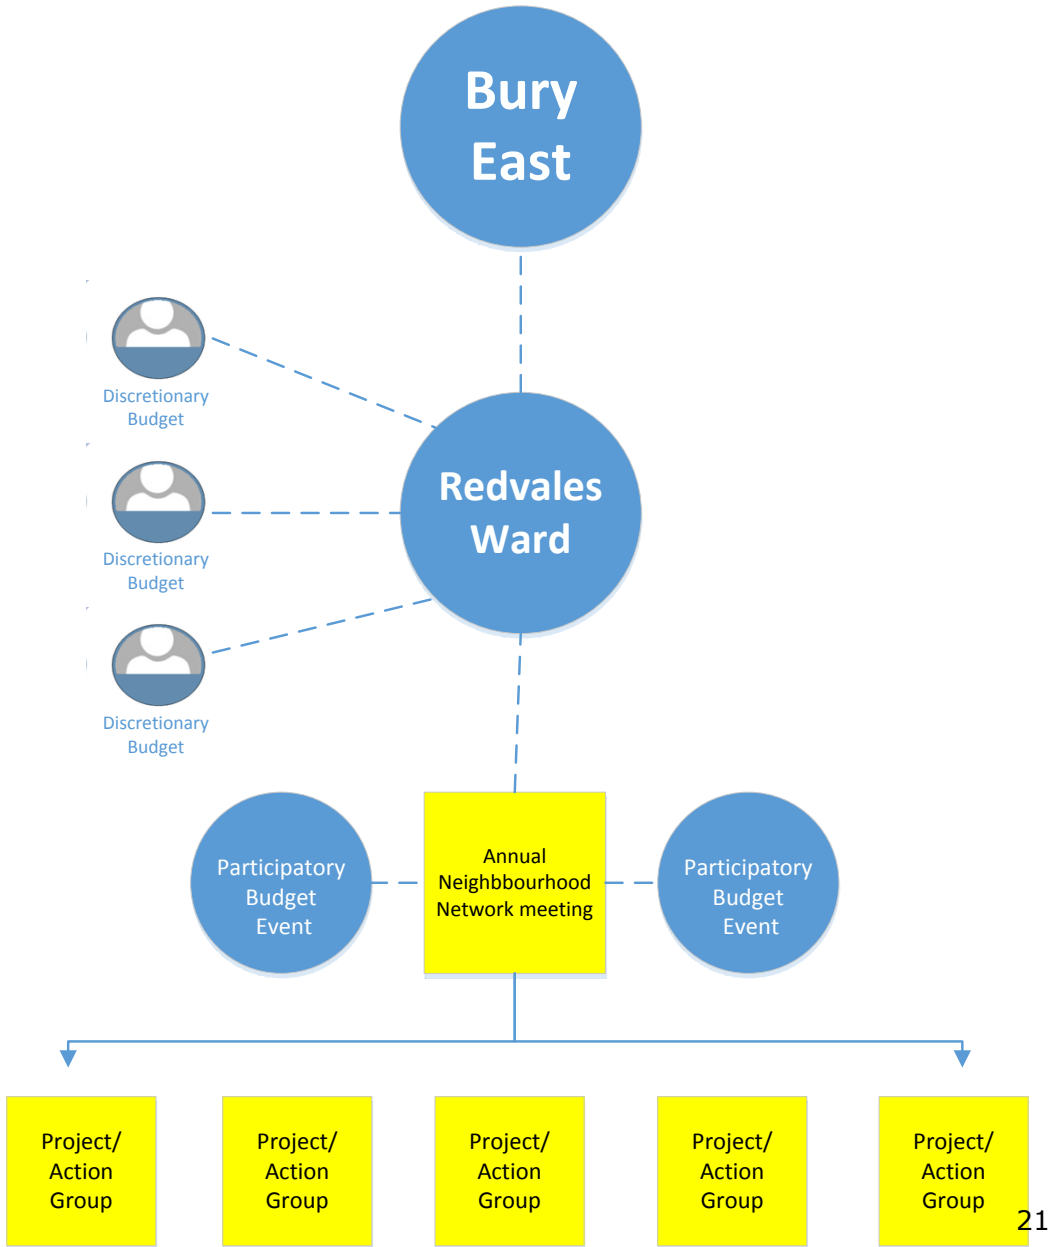 Bury
East
Discretionary
Budget
Redvales
Ward
Discretionary
Budget
Discretionary
Budget
Participatory
Budget
Event
Annual
Neighbbourhood
Network meeting
Participatory
Budget
Event
Project/
Action
Group
Project/
Action
Group
Project/
Action
Group
Project/
Action
Group
Project/
Action
Group
21